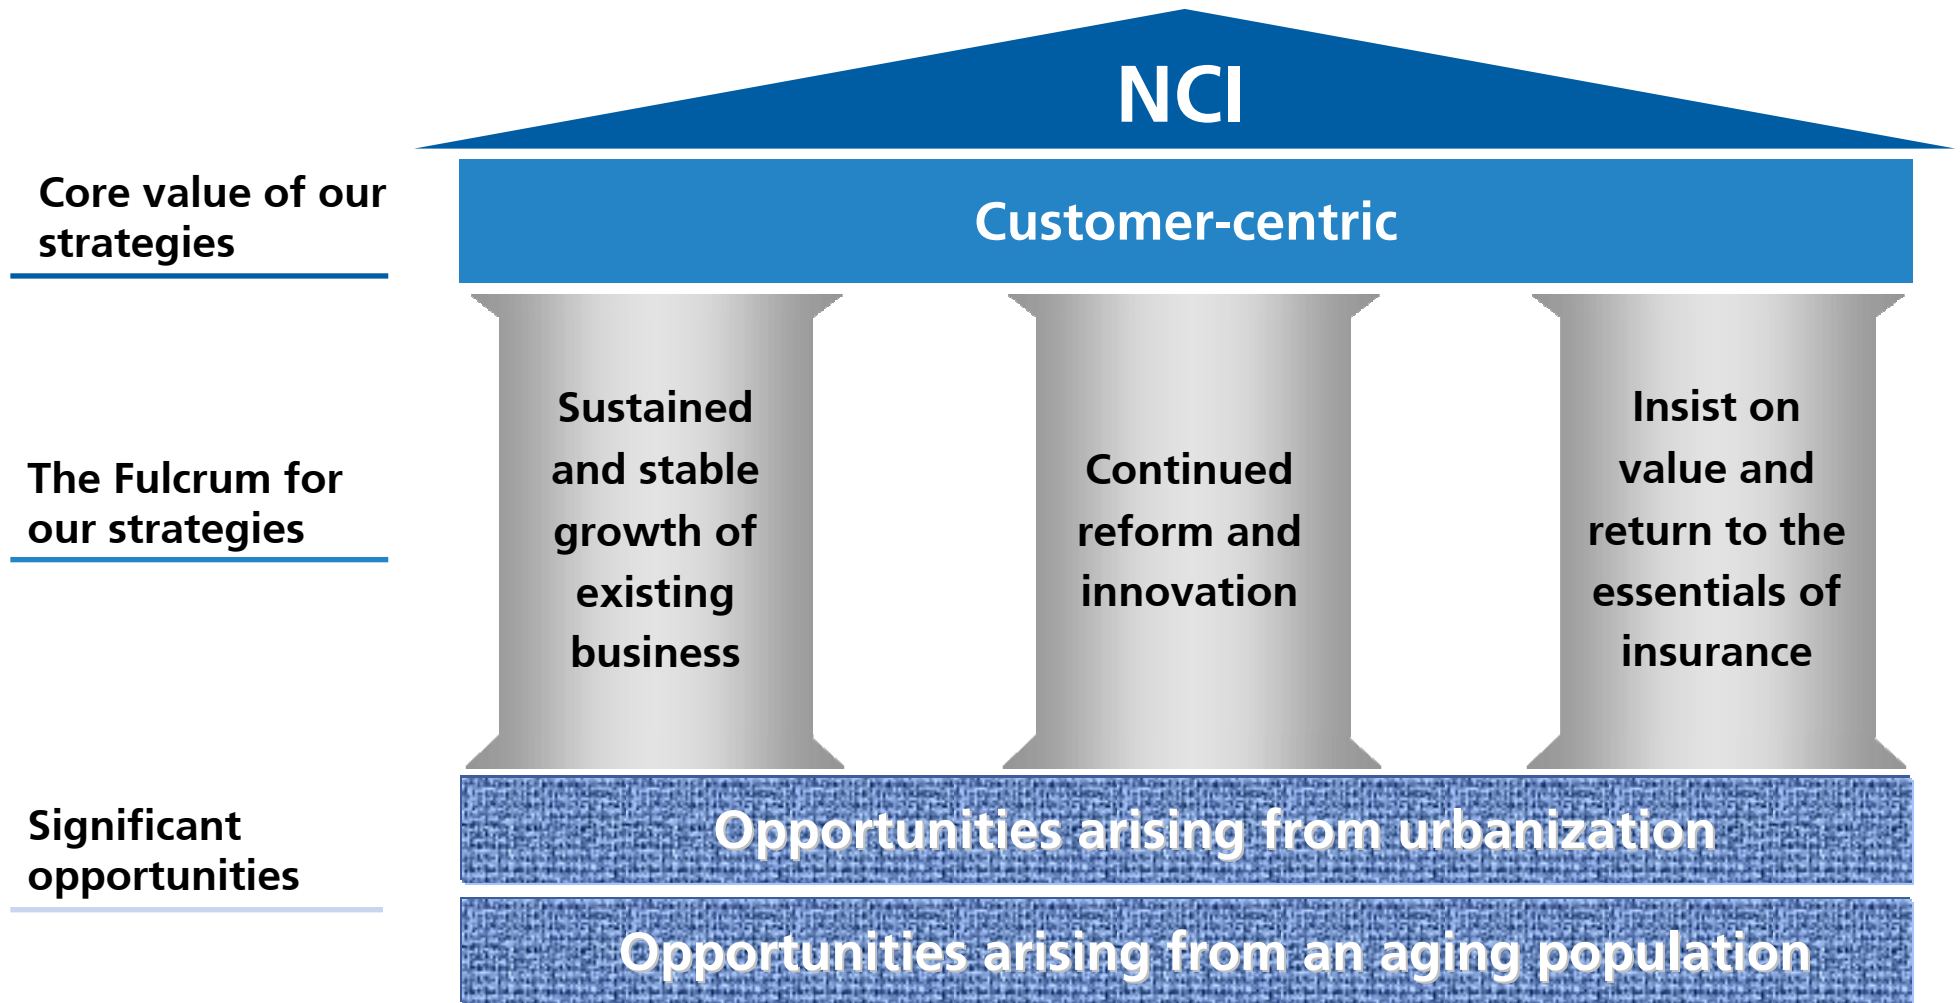 NCI
Core value of our
strategies
Customer-centric
The Fulcrum for
our strategies
Sustained
and stable
growth of
existing
business
Continued
reform and
innovation
Insist on
value and
return to the
essentials of
insurance
Significant
opportunities
Opportunities arising from urbanization
Opportunities arising from an aging population